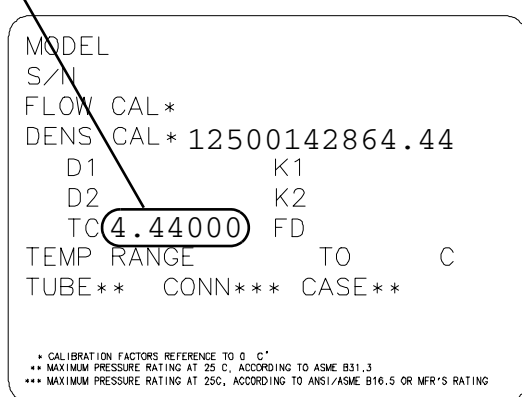 MODEL
S/N
FLOW CAL*
DENS CAL* 12500142864.44
D1 K1
D2 K2
TC 4.44000 FD
TEMP RANGE TO C
TUBE** CONN*** CASE**
* CALIBRATION FACTORS REFERENCE TO 0 C°
** MAXIMUM PRESSURE RATING AT 25 C, ACCORDING TO ASME B31.3
*** MAXIMUM PRESSURE RATING AT 25C, ACCORDING TO ANSI/ASME B16.5 OR MFR'S RATING